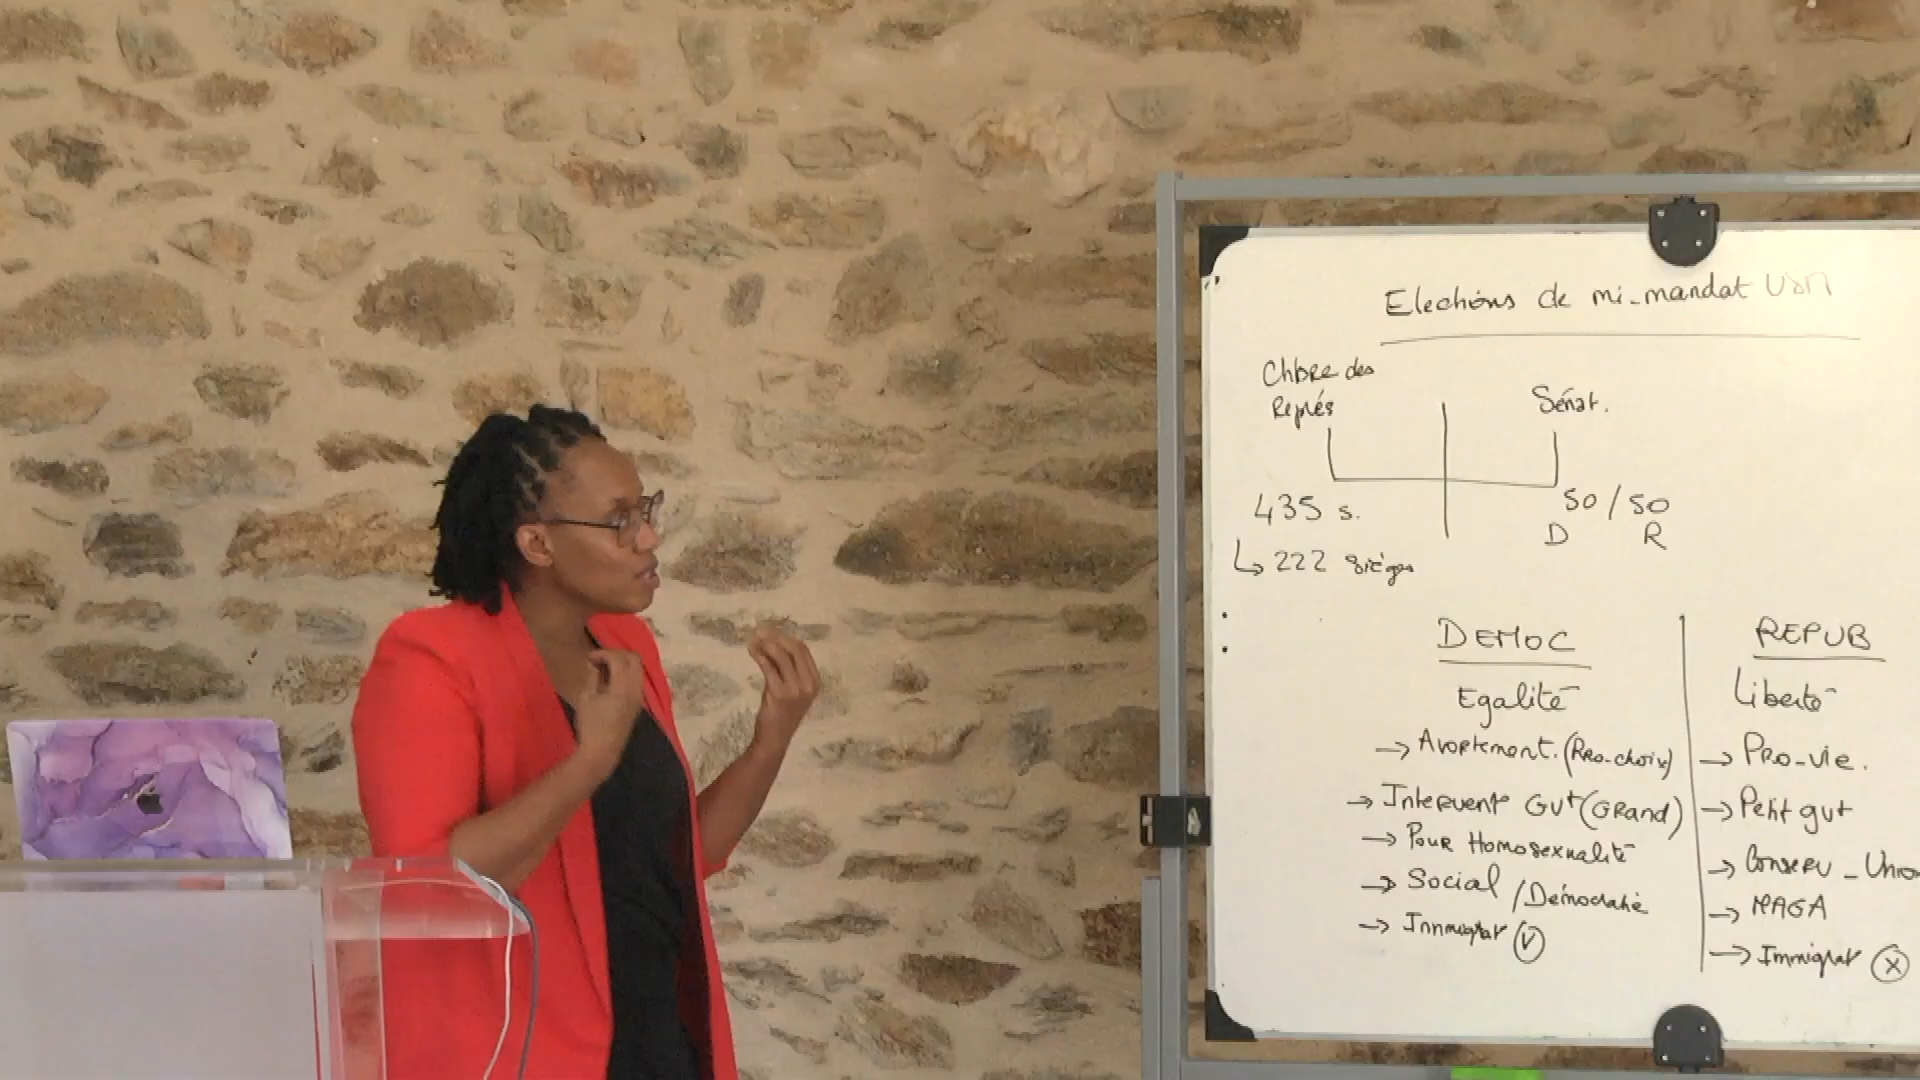 Elections de mi-mandat USA
Chbre des
Représ
Sénat.
435 s.
↳ 222 sièges
50 / 50
D R
DEMOC
Egalité
→ Avortement. (Pro-choix)
→ Intervent° Gvt (Grand)
→ Pour Homosexualité
→ Social / Démocratie
→ Immigrat° (V)
REPUB
Liberté
→ Pro-vie.
→ Petit gvt
→ Conserv -
→ MAGA
→ Immigrat° (X)